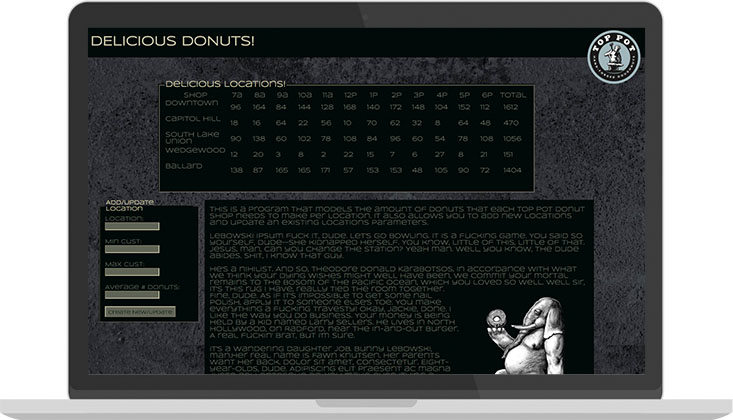 DELICIOUS DONUTS!
TOP POT
DELICIOUS LOCATIONS!
SHOP 7A 8A 9A 10A 11A 12P 1P 2P 3P 4P 5P 6P TOTAL
DOWNTOWN 96 164 84 144 128 168 140 172 148 104 152 112 1612
CAPITOL HILL 18 16 64 22 56 10 70 62 32 8 64 48 470
SOUTH LAKE UNION 90 138 60 102 78 108 84 96 60 54 78 108 1056
WEDGEWOOD 12 20 3 8 2 22 15 7 6 27 8 21 151
BALLARD 138 87 165 165 171 57 153 153 48 105 90 72 1404
ADD/UPDATE
LOCATION
LOCATION:
MIN CUST:
MAX CUST:
AVERAGE # DONUTS:
CREATE NEW/UPDATE
THIS IS A PROGRAM THAT MODELS THE AMOUNT OF DONUTS THAT EACH TOP POT DONUT
SHOP NEEDS TO MAKE PER LOCATION. IT ALSO ALLOWS YOU TO ADD NEW LOCATIONS
AND UPDATE AN EXISTING LOCATIONS PARAMETERS.
LEBOWSKI IPSUM FUCK IT, DUDE. LET'S GO BOWLING. IT IS A FUCKING GAME. YOU SAID SO
YOURSELF, DUDE—SHE KIDNAPPED HERSELF. YOU KNOW, LITTLE OF THIS, LITTLE OF THAT.
JESUS, MAN, CAN YOU CHANGE THE STATION? YEAH MAN. WELL, YOU KNOW, THE DUDE
ABIDES. SHIT, I KNOW THAT GUY.
HE'S A NIHILIST. AND SO, THEODORE DONALD KARABOTSOS, IN ACCORDANCE WITH WHAT
WE THINK YOUR DYING WISHES MIGHT WELL HAVE BEEN, WE COMMIT YOUR MORTAL
REMAINS TO THE BOSOM OF THE PACIFIC OCEAN, WHICH YOU LOVED SO WELL. WELL SIR,
IT'S THIS RUG I HAVE, REALLY TIED THE ROOM TOGETHER.
FINE, DUDE. AS IF IT'S IMPOSSIBLE TO GET SOME NAIL
POLISH, APPLY IT TO SOMEONE ELSE'S TOE. YOU MAKE
EVERYTHING A FUCKING TRAVESTY! OKAY, JACKIE, DONE. I
LIKE THE WAY YOU DO BUSINESS. YOUR MONEY IS BEING
HELD BY A KID NAMED LARRY SELLERS. HE LIVES IN NORTH
HOLLYWOOD, ON RADFORD, NEAR THE IN-AND-OUT BURGER.
A REAL FUCKIN BRAT, BUT I'M SURE.
IT'S A WANDERING DAUGHTER JOB. BUNNY LEBOWSKI,
MAN.HER REAL NAME IS FAWN KNUTSEN. HER PARENTS
WANT HER BACK. DOLOR SIT AMET, CONSECTETUR. EIGHT-
YEAR-OLDS, DUDE. ADIPISCING ELIT PRAESENT AC MAGNA